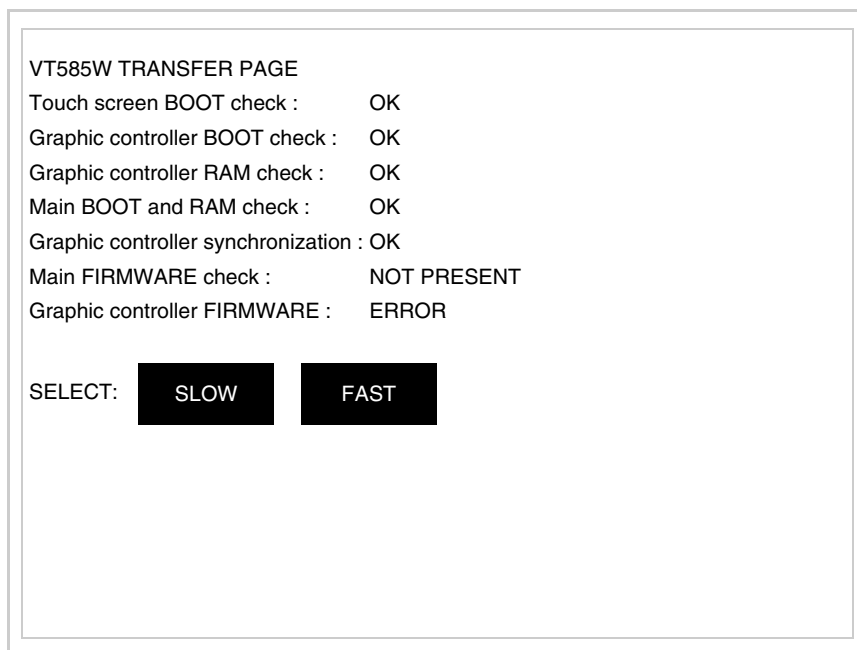 VT585W TRANSFER PAGE
Touch screen BOOT check : OK
Graphic controller BOOT check : OK
Graphic controller RAM check : OK
Main BOOT and RAM check : OK
Graphic controller synchronization : OK
Main FIRMWARE check : NOT PRESENT
Graphic controller FIRMWARE : ERROR
SELECT: SLOW FAST